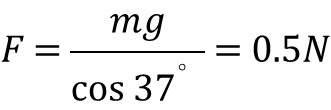 F = mg / cos 37° = 0.5N